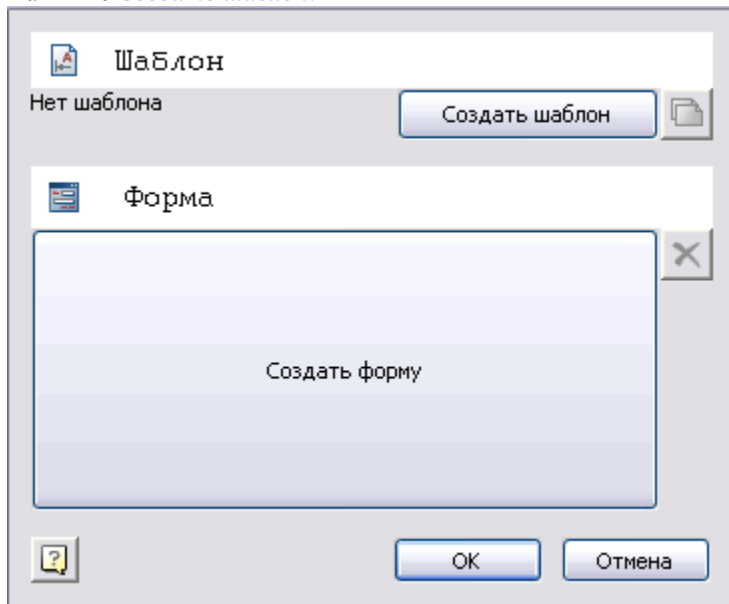 Шаблон
Нет шаблона
Создать шаблон
Форма
Создать форму
OK
Отмена